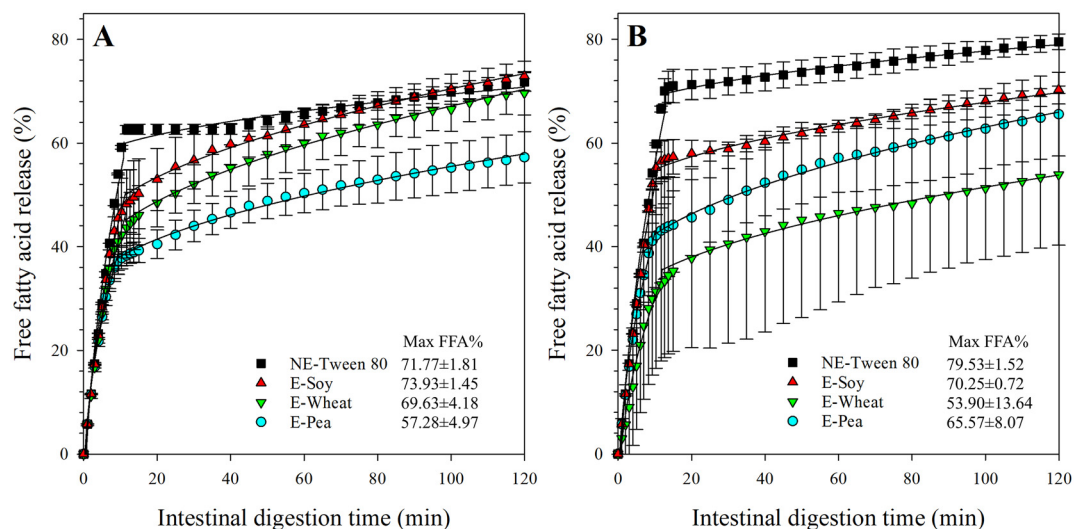 A
Free fatty acid release (%)
80
60
40
20
0
Max FFA%
NE-Tween 80 71.77±1.81
E-Soy 73.93±1.45
E-Wheat 69.63±4.18
E-Pea 57.28±4.97
0 20 40 60 80 100 120
Intestinal digestion time (min)
B
Free fatty acid release (%)
80
60
40
20
0
Max FFA%
NE-Tween 80 79.53±1.52
E-Soy 70.25±0.72
E-Wheat 53.90±13.64
E-Pea 65.57±8.07
0 20 40 60 80 100 120
Intestinal digestion time (min)